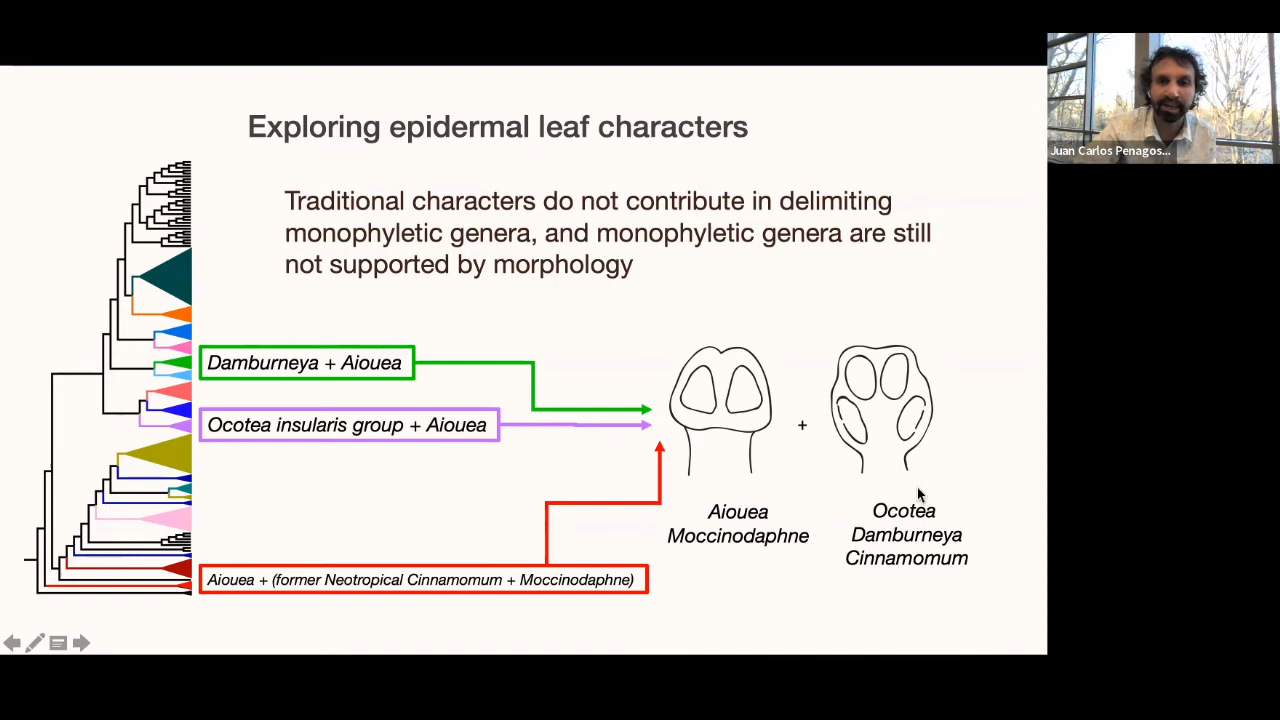 Exploring epidermal leaf characters
Juan Carlos Penagos...
Traditional characters do not contribute in delimiting
monophyletic genera, and monophyletic genera are still
not supported by morphology
Damburneya + Aiouea
Ocotea insularis group + Aiouea
+
Aiouea
Moccinodaphne
Ocotea
Damburneya
Cinnamomum
Aiouea + (former Neotropical Cinnamomum + Moccinodaphne)